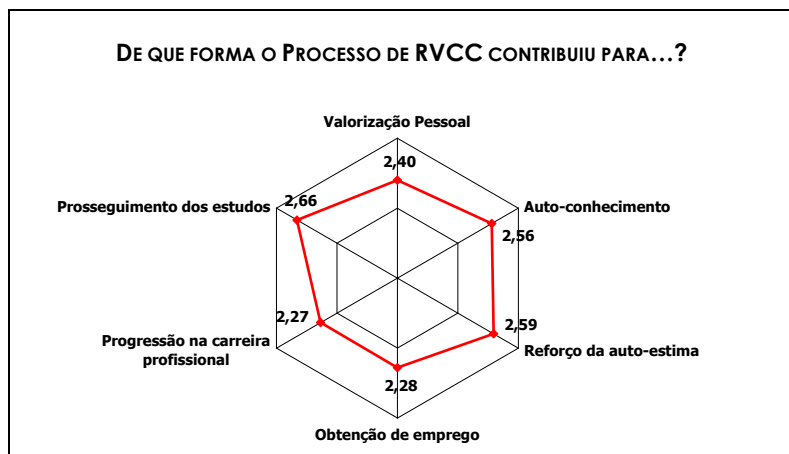 DE QUE FORMA O PROCESSO DE RVCC CONTRIBUIU PARA...?
Valorização Pessoal
2,40
2,66
Prosseguimento dos estudos
Auto-conhecimento
2,56
2,27
2,59
Progressão na carreira
profissional
Reforço da auto-estima
2,28
Obtenção de emprego